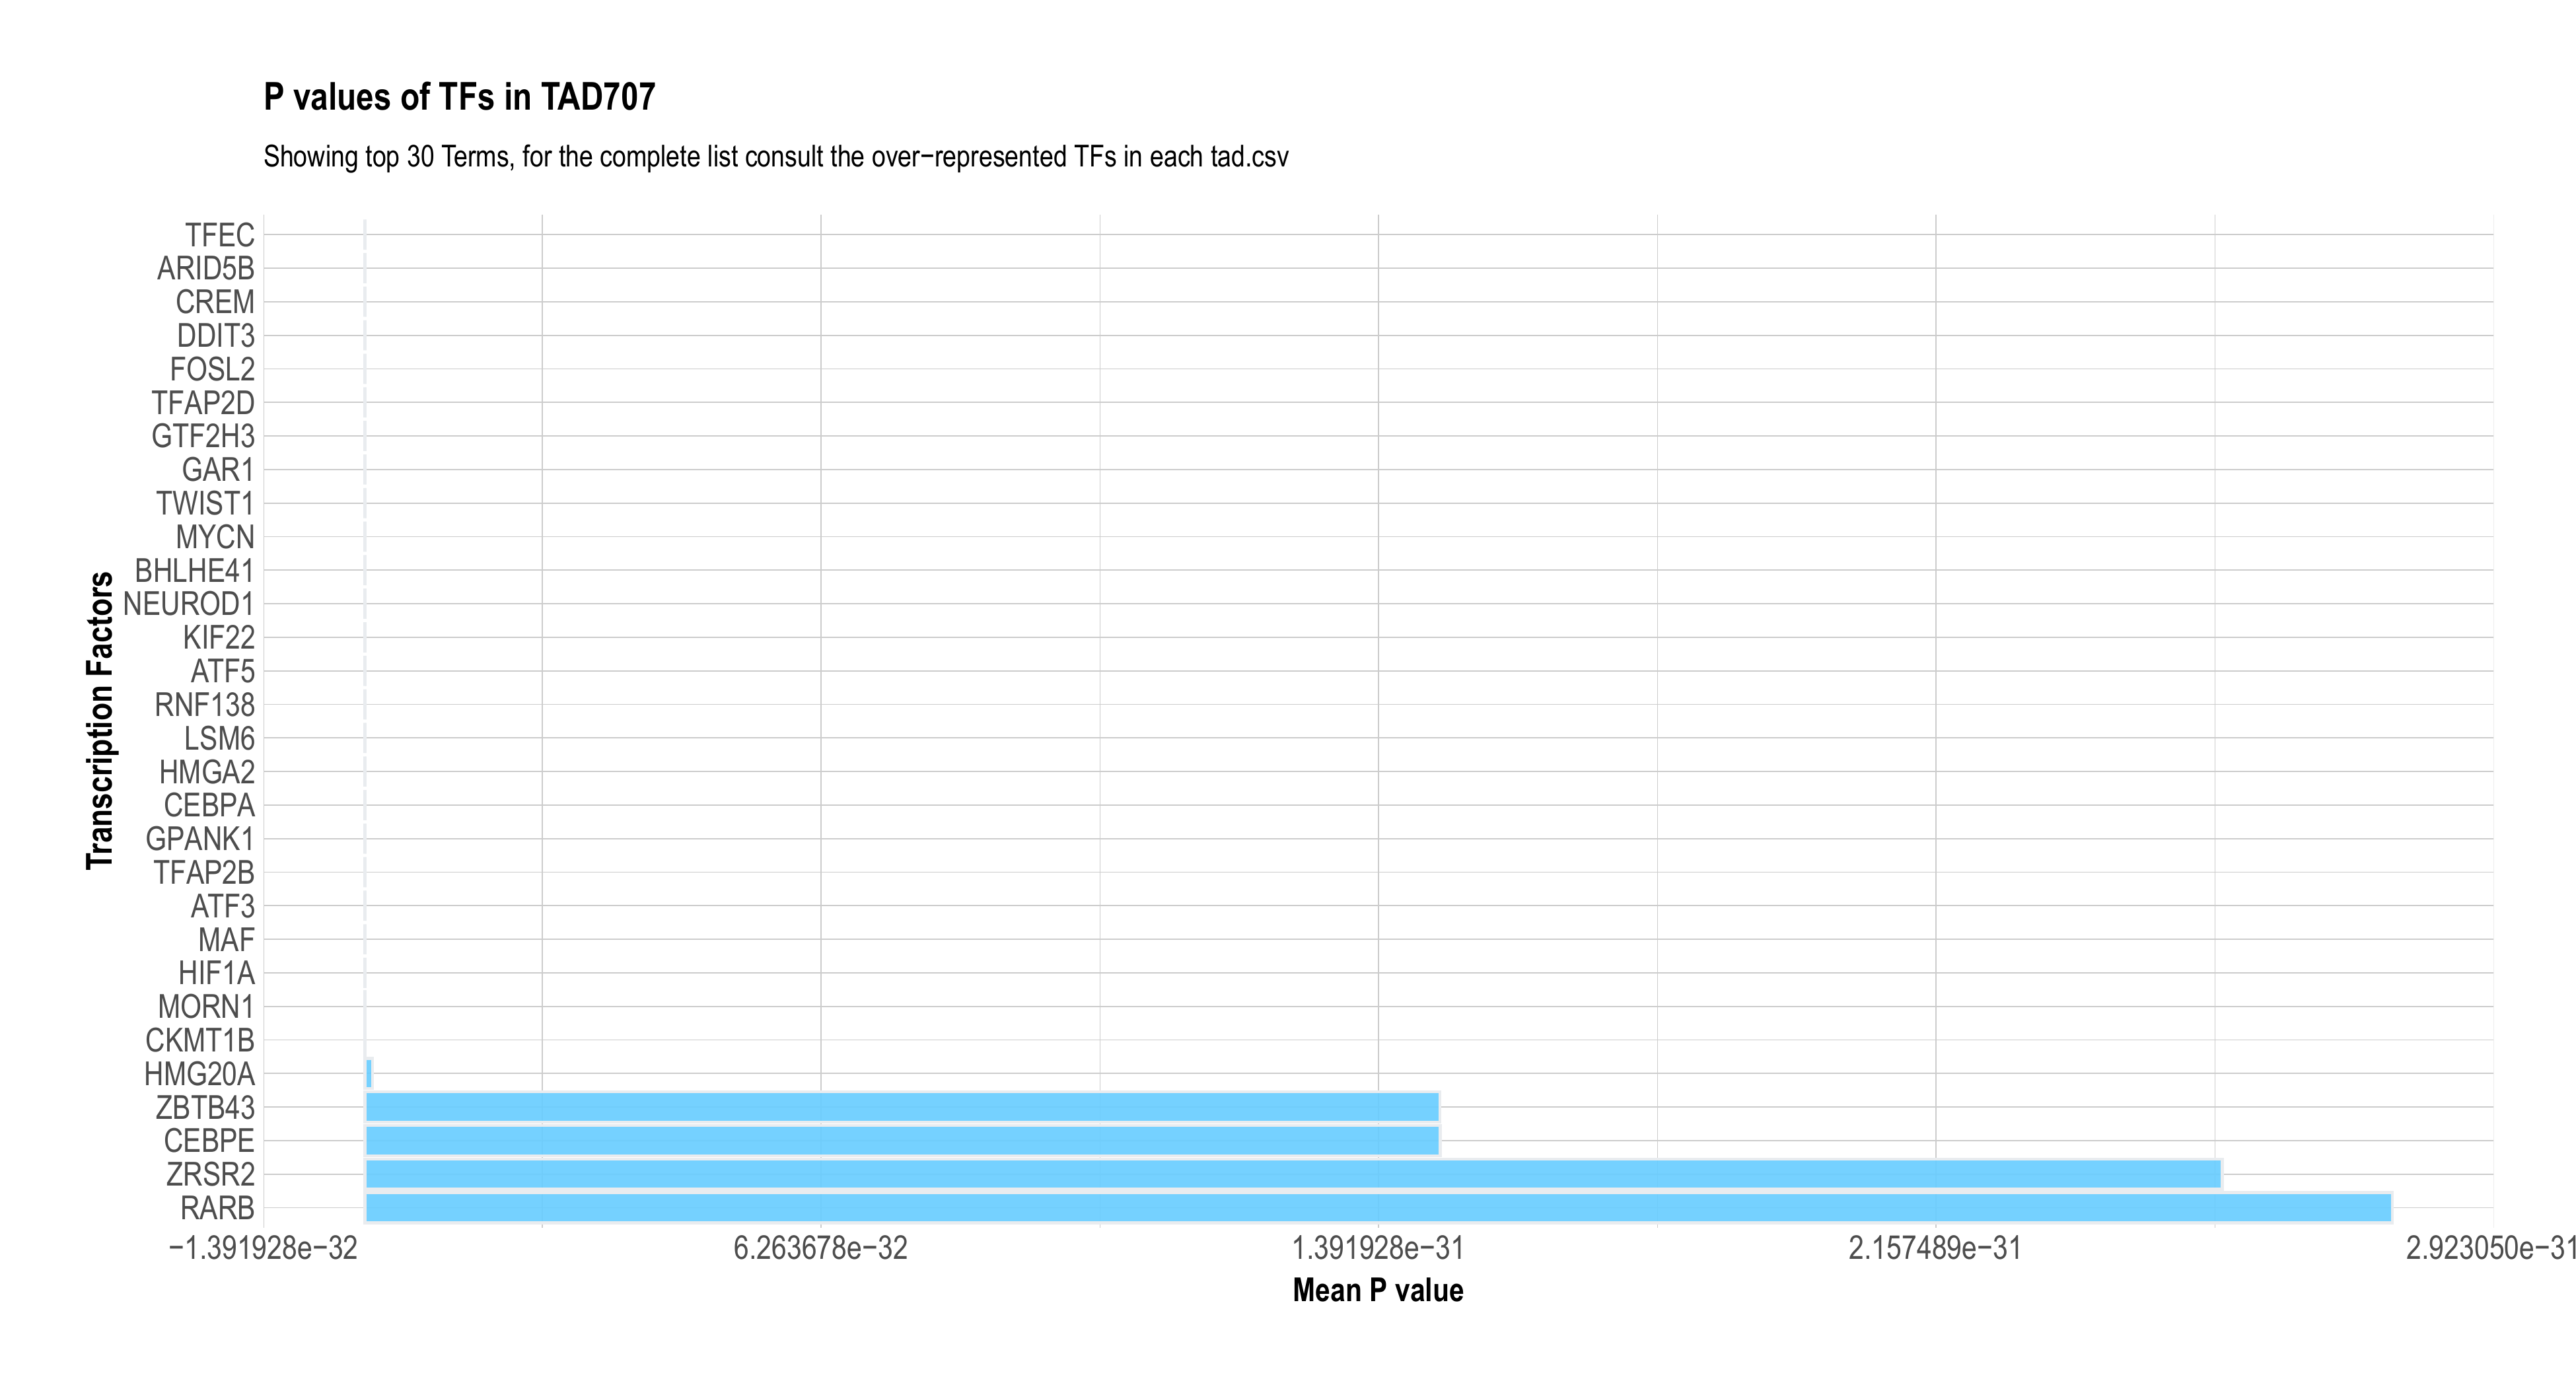 P values of TFs in TAD707
Showing top 30 Terms, for the complete list consult the over−represented TFs in each tad.csv
Transcription Factors
TFEC
ARID5B
CREM
DDIT3
FOSL2
TFAP2D
GTF2H3
GAR1
TWIST1
MYCN
BHLHE41
NEUROD1
KIF22
ATF5
RNF138
LSM6
HMGA2
CEBPA
GPANK1
TFAP2B
ATF3
MAF
HIF1A
MORN1
CKMT1B
HMG20A
ZBTB43
CEBPE
ZRSR2
RARB
−1.391928e−32 6.263678e−32 1.391928e−31 2.157489e−31 2.923050e−31
Mean P value